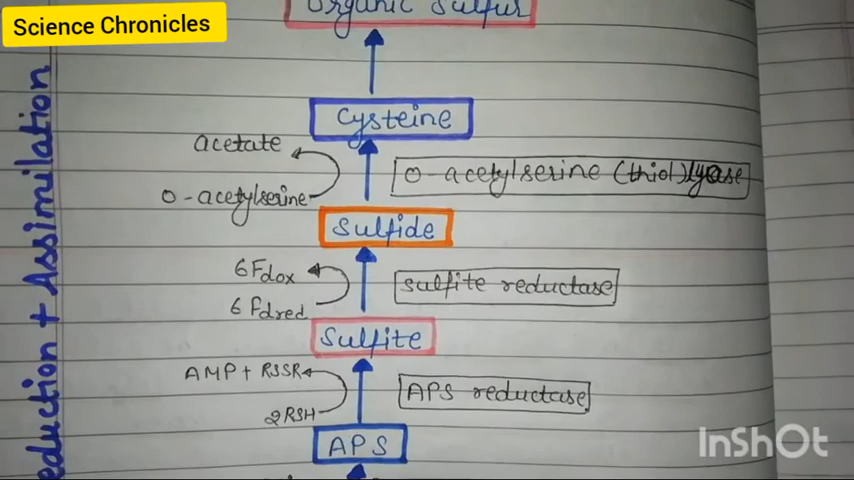 Science Chronicles
Organic Sulfur
Cysteine
acetate
O-acetylserine (thiol)lyase
O-acetylserine
Sulfide
6Fdox
sulfite reductase
6Fdred
Sulfite
AMP + RSSR
APS reductase
2RSH
APS
eduction + Assimilation
InShOt